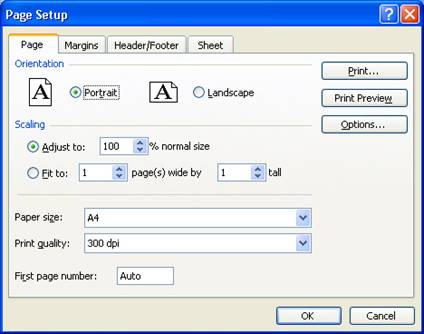 Page Setup
Page Margins Header/Footer Sheet
Orientation
A Portrait A Landscape
Print...
Print Preview
Options...
Scaling
Adjust to: 100 % normal size
Fit to: 1 page(s) wide by 1 tall
Paper size: A4
Print quality: 300 dpi
First page number: Auto
OK Cancel